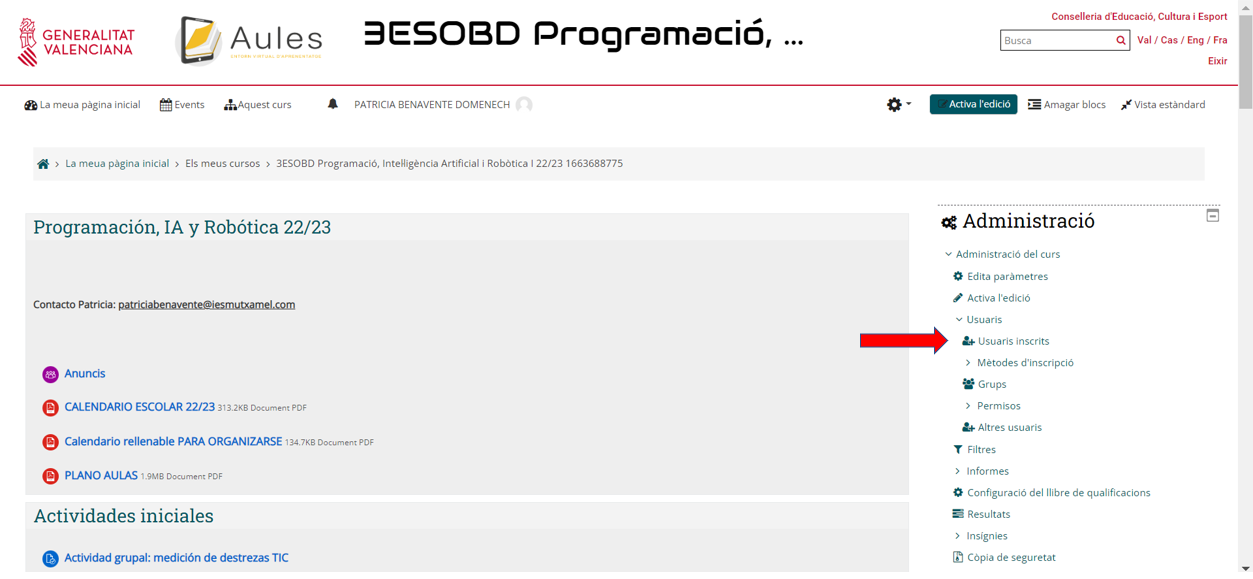 GENERALITAT
VALENCIANA
Aules
3ESOBD Programació, ...
Conselleria d'Educació, Cultura i Esport
Busca
Val / Cas / Eng / Fra
Eixir
La meua pàgina inicial
Events
Aquest curs
PATRICIA BENAVENTE DOMENECH
Activa l'edició
Amagar blocs
Vista estàndard
La meua pàgina inicial > Els meus cursos > 3ESOBD Programació, Intel·ligència Artificial i Robòtica I 22/23 1663688775
Programación, IA y Robótica 22/23
Contacto Patricia: patriciabenavente@iesmutxamel.com
Anuncis
CALENDARIO ESCOLAR 22/23 313.2KB Document PDF
Calendario rellenable PARA ORGANIZARSE 134.7KB Document PDF
PLANO AULAS 1.9MB Document PDF
Actividades iniciales
Actividad grupal: medición de destrezas TIC
Administració
Administració del curs
Edita paràmetres
Activa l'edició
Usuaris
Usuaris inscrits
Mètodes d'inscripció
Grups
Permisos
Altres usuaris
Filtres
Informes
Configuració del llibre de qualificacions
Resultats
Insígnies
Còpia de seguretat